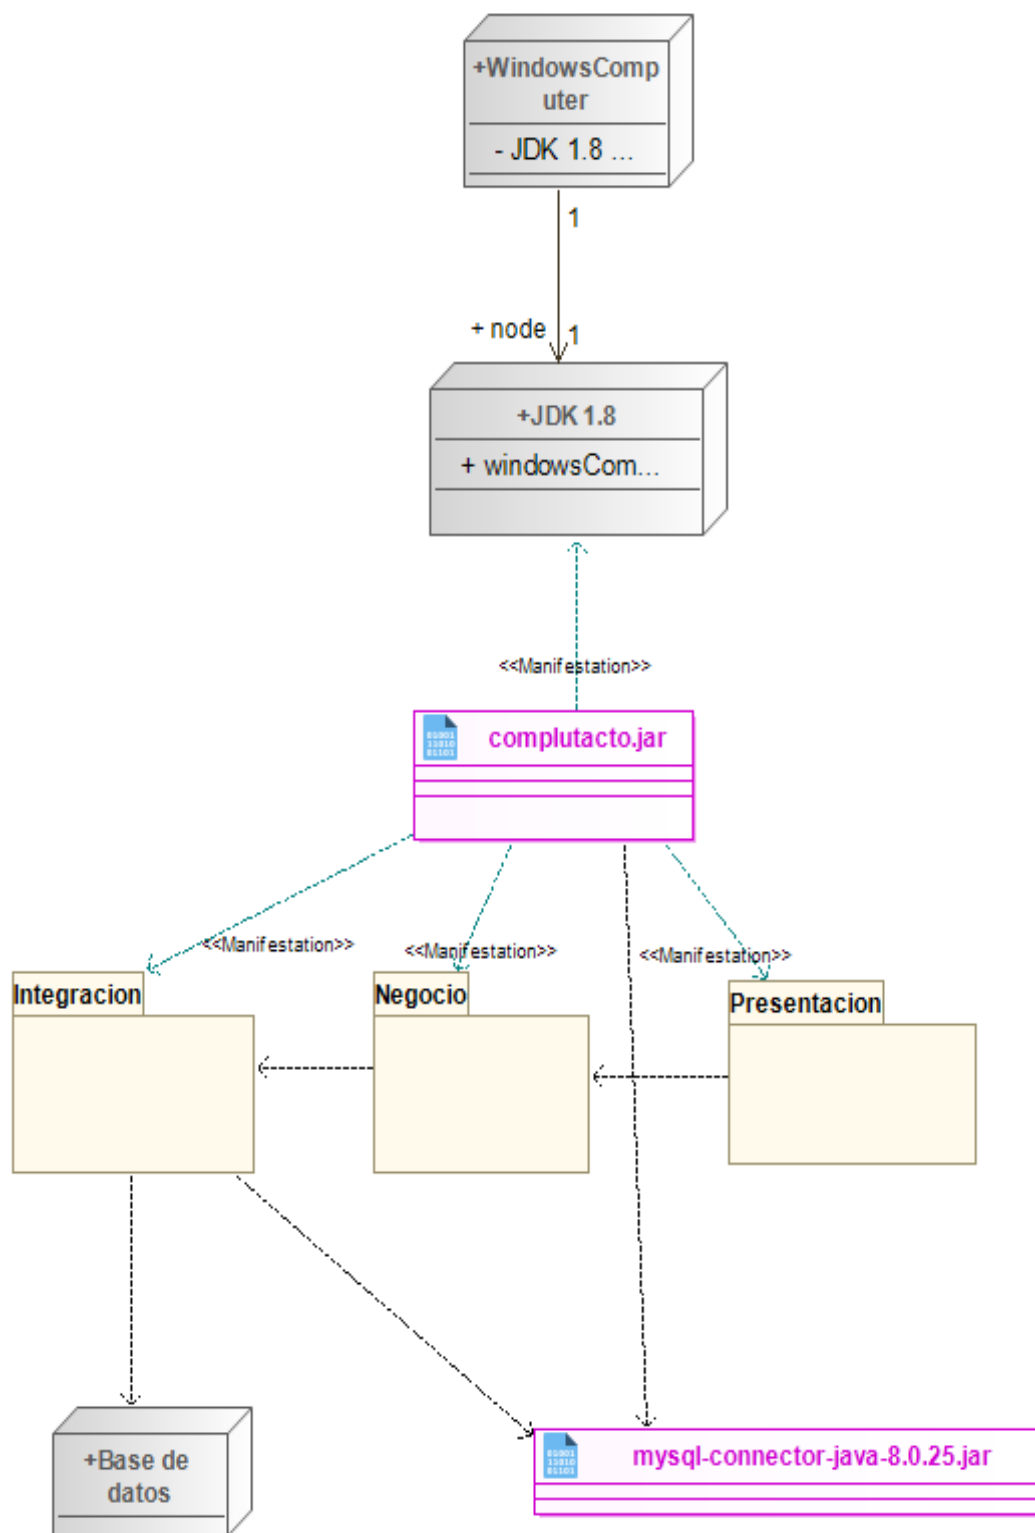 +WindowsComp
uter
- JDK 1.8 ...
1
+ node
1
+JDK 1.8
+ windowsCom...
<<Manifestation>>
complutacto.jar
<<Manifestation>>
<<Manifestation>>
<<Manifestation>>
Integracion
Negocio
Presentacion
+Base de
datos
mysql-connector-java-8.0.25.jar